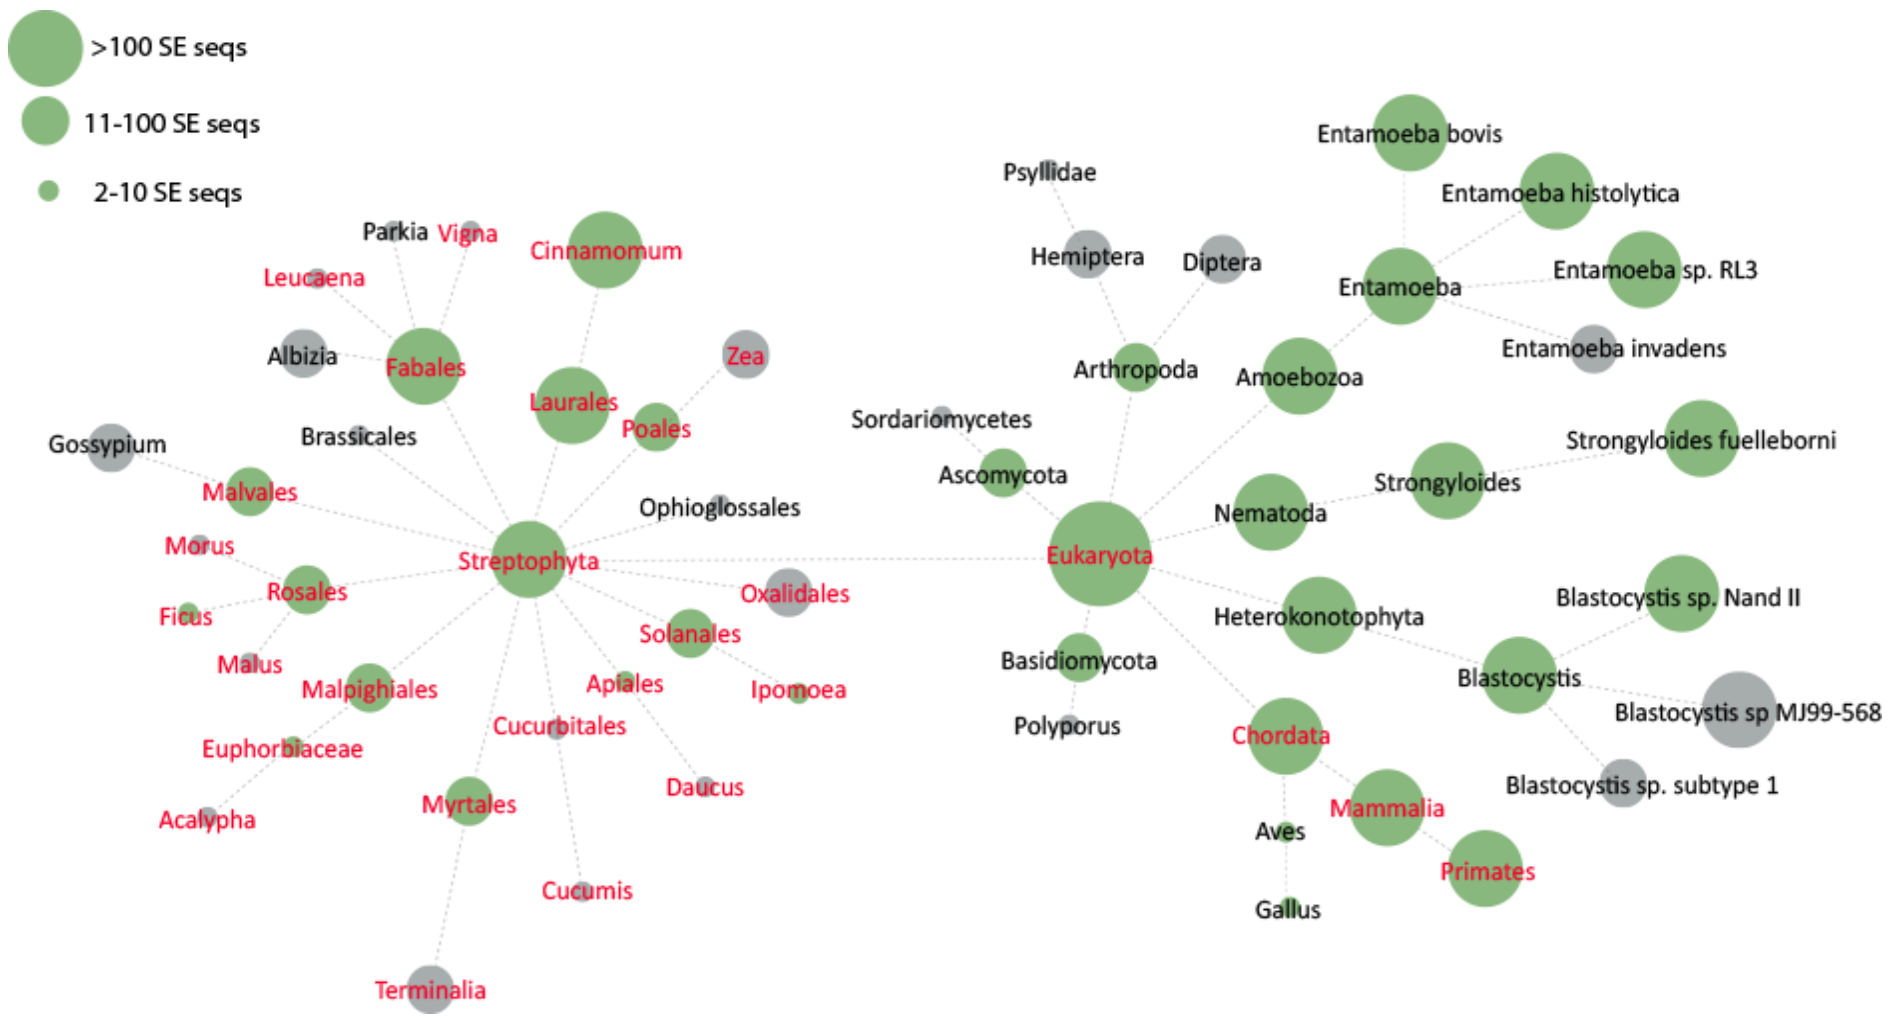 >100 SE seqs
11-100 SE seqs
2-10 SE seqs
Entamoeba bovis
Psyllidae
Entamoeba histolytica
Parkia
Vigna
Cinnamomum
Hemiptera
Diptera
Entamoeba sp. RL3
Leucaena
Entamoeba
Albizia
Fabales
Zea
Entamoeba invadens
Arthropoda
Amoebozoa
Laurales
Poales
Sordariomycetes
Brassicales
Gossypium
Strongyloides fuelleborni
Ascomycota
Strongyloides
Malvales
Ophioglossales
Nematoda
Morus
Streptophyta
Eukaryota
Rosales
Oxalidales
Blastocystis sp. Nand II
Ficus
Heterokonotophyta
Solanales
Malus
Basidiomycota
Malpighiales
Apiales
Ipomoea
Blastocystis
Blastocystis sp MJ99-568
Cucurbitales
Polyporus
Chordata
Euphorbiaceae
Daucus
Blastocystis sp. subtype 1
Myrtales
Mammalia
Acalypha
Aves
Primates
Cucumis
Gallus
Terminalia